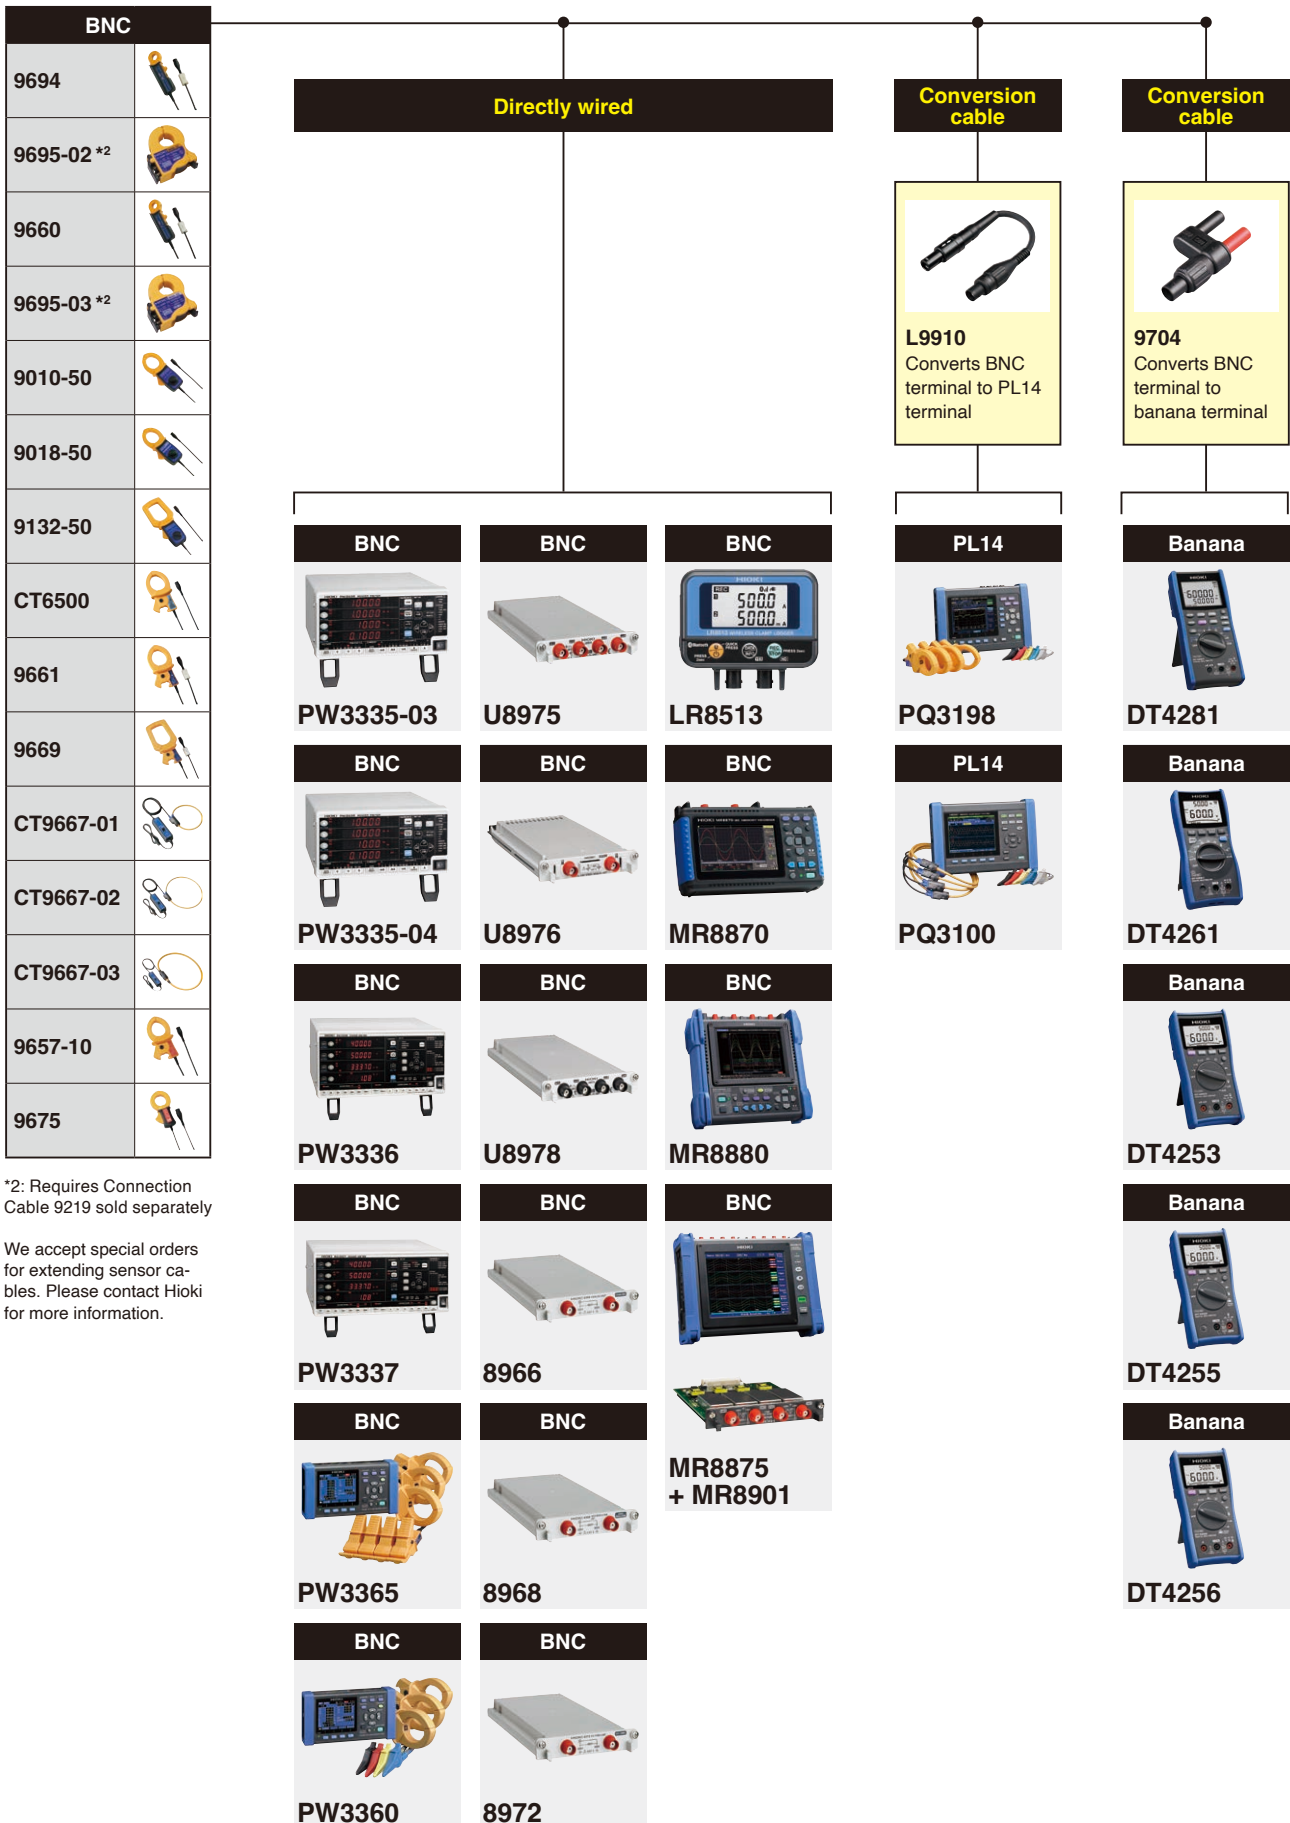 BNC
9694
9695-02 *2
9660
9695-03 *2
9010-50
9018-50
9132-50
CT6500
9661
9669
CT9667-01
CT9667-02
CT9667-03
9657-10
9675
*2: Requires Connection
Cable 9219 sold separately
We accept special orders
for extending sensor ca-
bles. Please contact Hioki
for more information.
Directly wired
BNC
PW3335-03
BNC
U8975
BNC
LR8513
BNC
PW3335-04
BNC
U8976
BNC
MR8870
BNC
PW3336
BNC
U8978
BNC
MR8880
BNC
PW3337
BNC
8966
BNC
MR8875
+ MR8901
BNC
PW3365
BNC
8968
BNC
PW3360
BNC
8972
Conversion
cable
L9910
Converts BNC
terminal to PL14
terminal
PL14
PQ3198
PL14
PQ3100
Conversion
cable
9704
Converts BNC
terminal to
banana terminal
Banana
DT4281
Banana
DT4261
Banana
DT4253
Banana
DT4255
Banana
DT4256